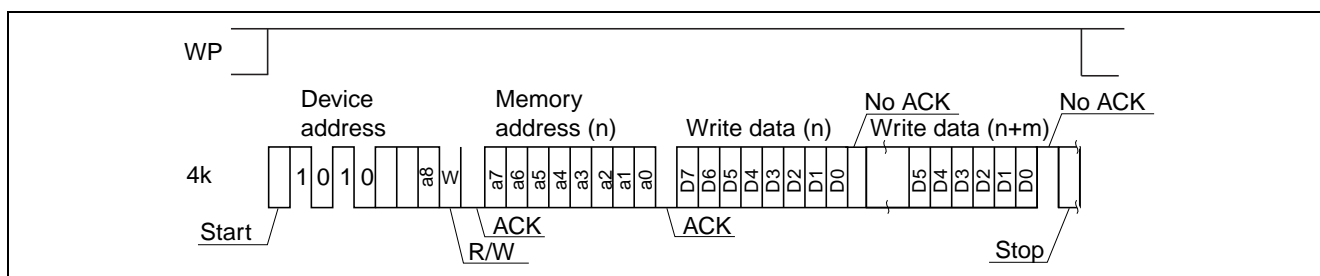 WP
Device
address
Memory
address (n)
Write data (n)
No ACK
Write data (n+m)
No ACK
4k
1 0 1 0 a8 W a7 a6 a5 a4 a3 a2 a1 a0 D7 D6 D5 D4 D3 D2 D1 D0 D5 D4 D3 D2 D1 D0
Start
R/W
ACK
ACK
Stop